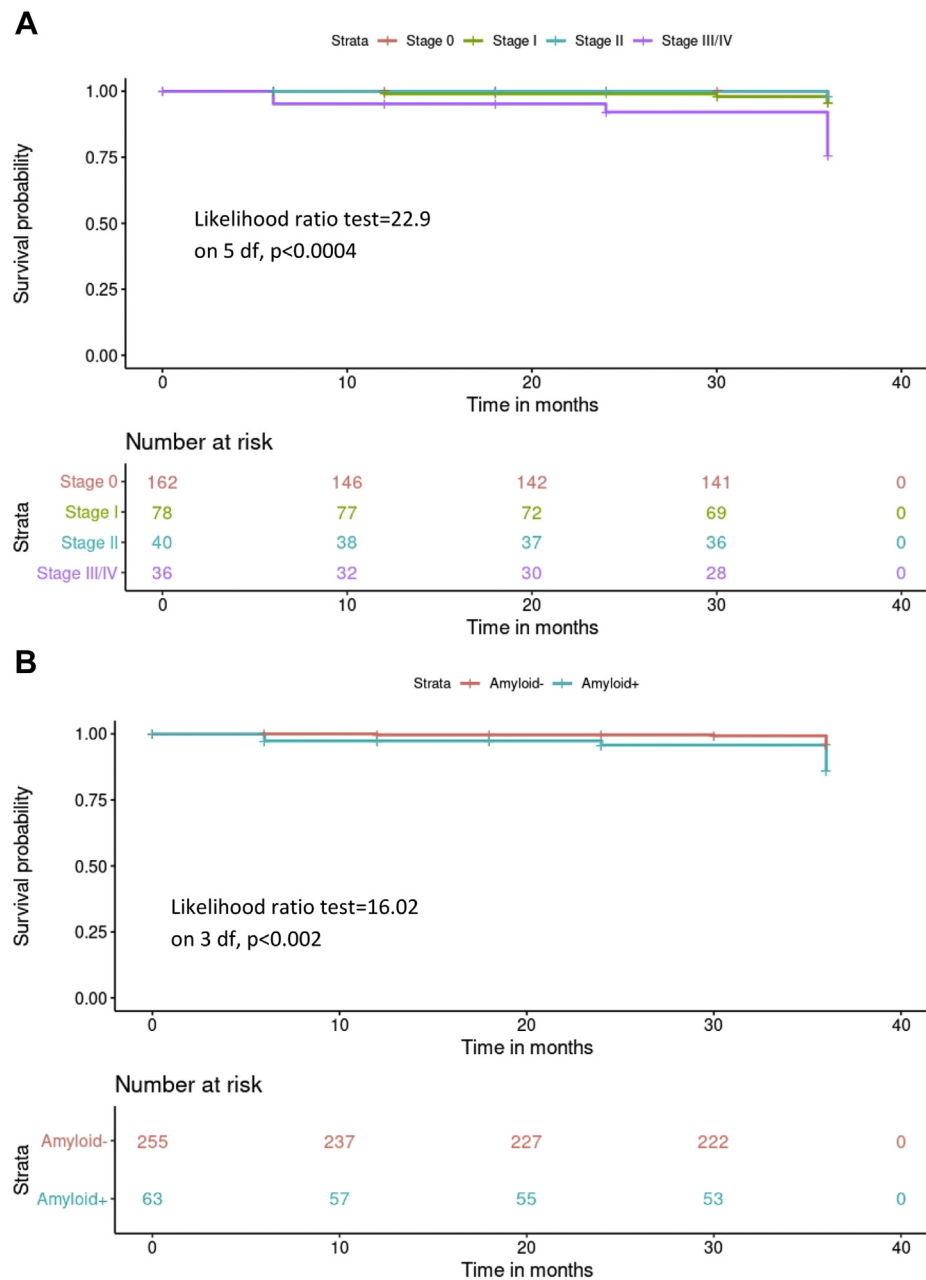 A
Strata Stage 0 Stage I Stage II Stage III/IV
Survival probability
1.00
0.75
0.50
0.25
0.00
Likelihood ratio test=22.9
on 5 df, p<0.0004
0 10 20 30 40
Time in months
Number at risk
Strata
Stage 0 162 146 142 141 0
Stage I 78 77 72 69 0
Stage II 40 38 37 36 0
Stage III/IV 36 32 30 28 0
0 10 20 30 40
Time in months
B
Strata Amyloid- Amyloid+
Survival probability
1.00
0.75
0.50
0.25
0.00
Likelihood ratio test=16.02
on 3 df, p<0.002
0 10 20 30 40
Time in months
Number at risk
Strata
Amyloid- 255 237 227 222 0
Amyloid+ 63 57 55 53 0
0 10 20 30 40
Time in months